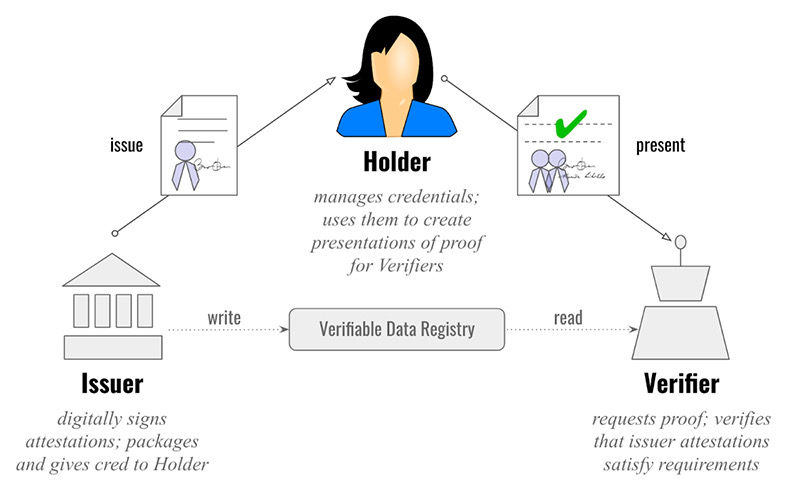 issue
present
Holder
manages credentials;
uses them to create
presentations of proof
for Verifiers
write
Verifiable Data Registry
read
Issuer
digitally signs
attestations; packages
and gives cred to Holder
Verifier
requests proof; verifies
that issuer attestations
satisfy requirements